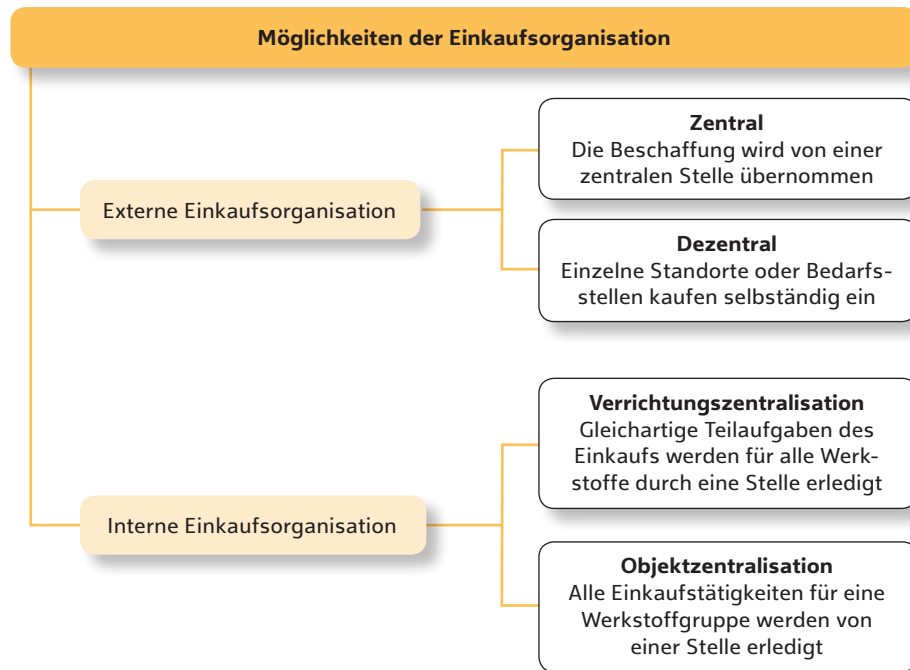 Möglichkeiten der Einkaufsorganisation
Zentral
Die Beschaffung wird von einer
zentralen Stelle übernommen
Externe Einkaufsorganisation
Dezentral
Einzelne Standorte oder Bedarfs-
stellen kaufen selbständig ein
Verrichtungszentralisation
Gleichartige Teilaufgaben des
Einkaufs werden für alle Werk-
stoffe durch eine Stelle erledigt
Interne Einkaufsorganisation
Objektzentralisation
Alle Einkaufstätigkeiten für eine
Werkstoffgruppe werden von
einer Stelle erledigt